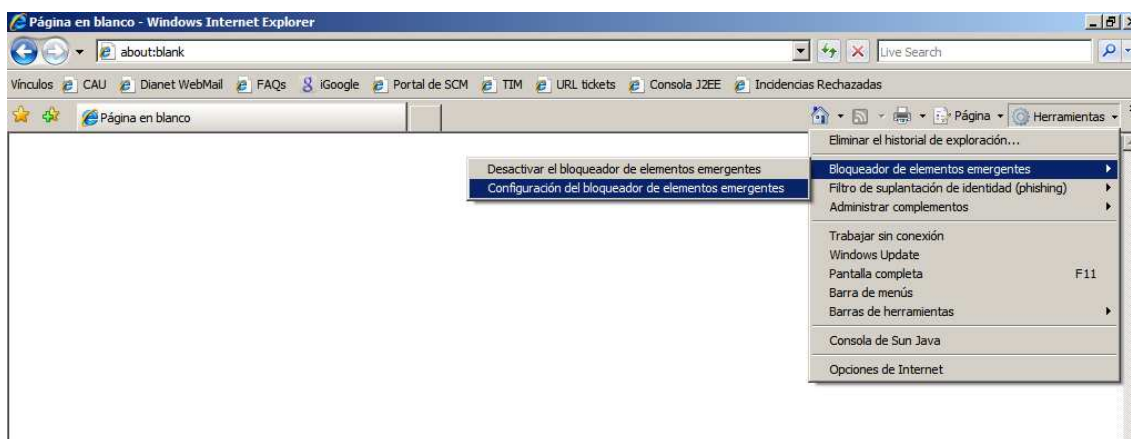 Página en blanco - Windows Internet Explorer
about:blank
Live Search
Vínculos CAU Dianet WebMail FAQs iGoogle Portal de SCM TIM URL tickets Consola J2EE Incidencias Rechazadas
Página en blanco
Página Herramientas
Eliminar el historial de exploración...
Desactivar el bloqueador de elementos emergentes
Bloqueador de elementos emergentes
Configuración del bloqueador de elementos emergentes
Filtro de suplantación de identidad (phishing)
Administrar complementos
Trabajar sin conexión
Windows Update
Pantalla completa F11
Barra de menús
Barras de herramientas
Consola de Sun Java
Opciones de Internet